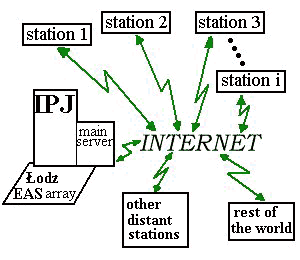 station 1
station 2
station 3
station i
IPJ
main
server
INTERNET
Łodz
EAS array
other
distant
stations
rest of
the world